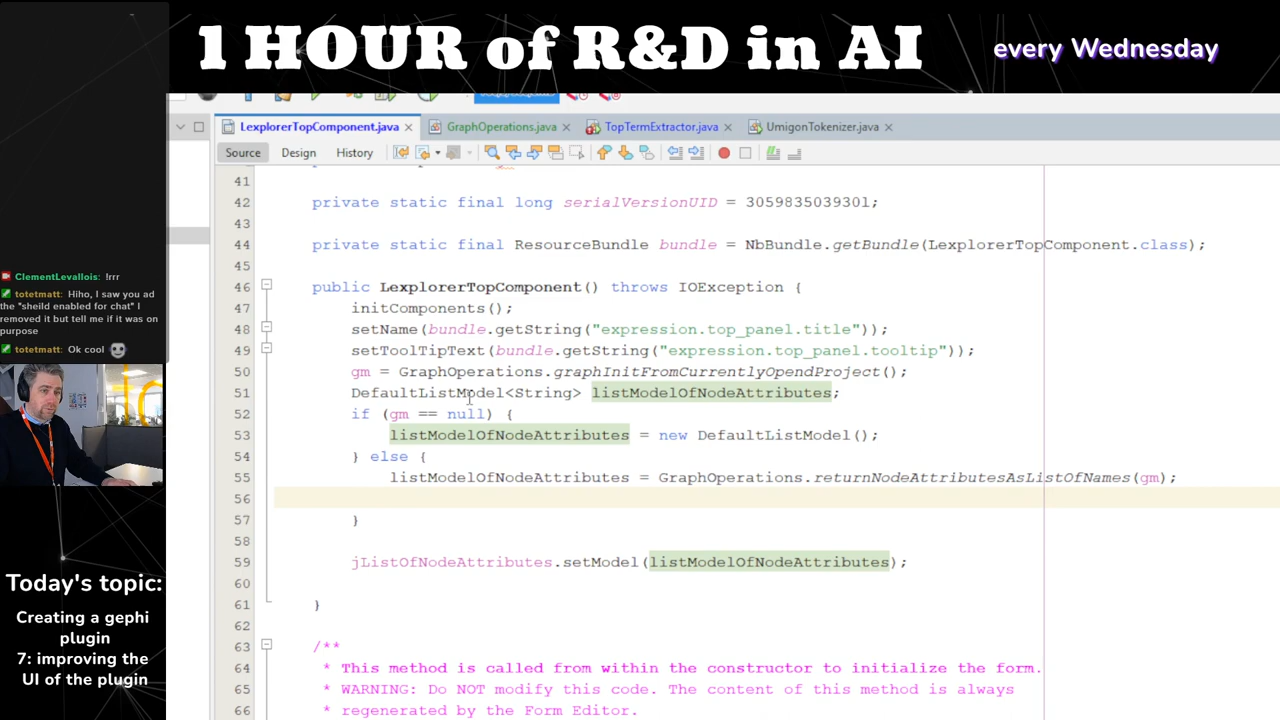 1 HOUR of R&D in AI
every Wednesday
LexplorerTopComponent.java
GraphOperations.java
TopTermExtractor.java
UmigonTokenizer.java
Source
Design
History
41
42 private static final long serialVersionUID = 3059835039301;
43
44 private static final ResourceBundle bundle = NbBundle.getBundle(LexplorerTopComponent.class);
45
46 public LexplorerTopComponent() throws IOException {
47 initComponents();
48 setName(bundle.getString("expression.top_panel.title"));
49 setToolTipText(bundle.getString("expression.top_panel.tooltip"));
50 gm = GraphOperations.graphInitFromCurrentlyOpendProject();
51 DefaultListModel<String> listModelOfNodeAttributes;
52 if (gm == null) {
53 listModelOfNodeAttributes = new DefaultListModel();
54 } else {
55 listModelOfNodeAttributes = GraphOperations.returnNodeAttributesAsListOfNames(gm);
56
57 }
58
59 jListOfNodeAttributes.setModel(listModelOfNodeAttributes);
60
61 }
62
63 /**
64 * This method is called from within the constructor to initialize the form.
65 * WARNING: Do NOT modify this code. The content of this method is always
66 * regenerated by the Form Editor.
ClementLevallois: !rrr
totetmatt: Hiho, I saw you ad
the "sheild enabled for chat" I
removed it but tell me if it was on
purpose
totetmatt: Ok cool
Today's topic:
Creating a gephi
plugin
7: improving the
UI of the plugin